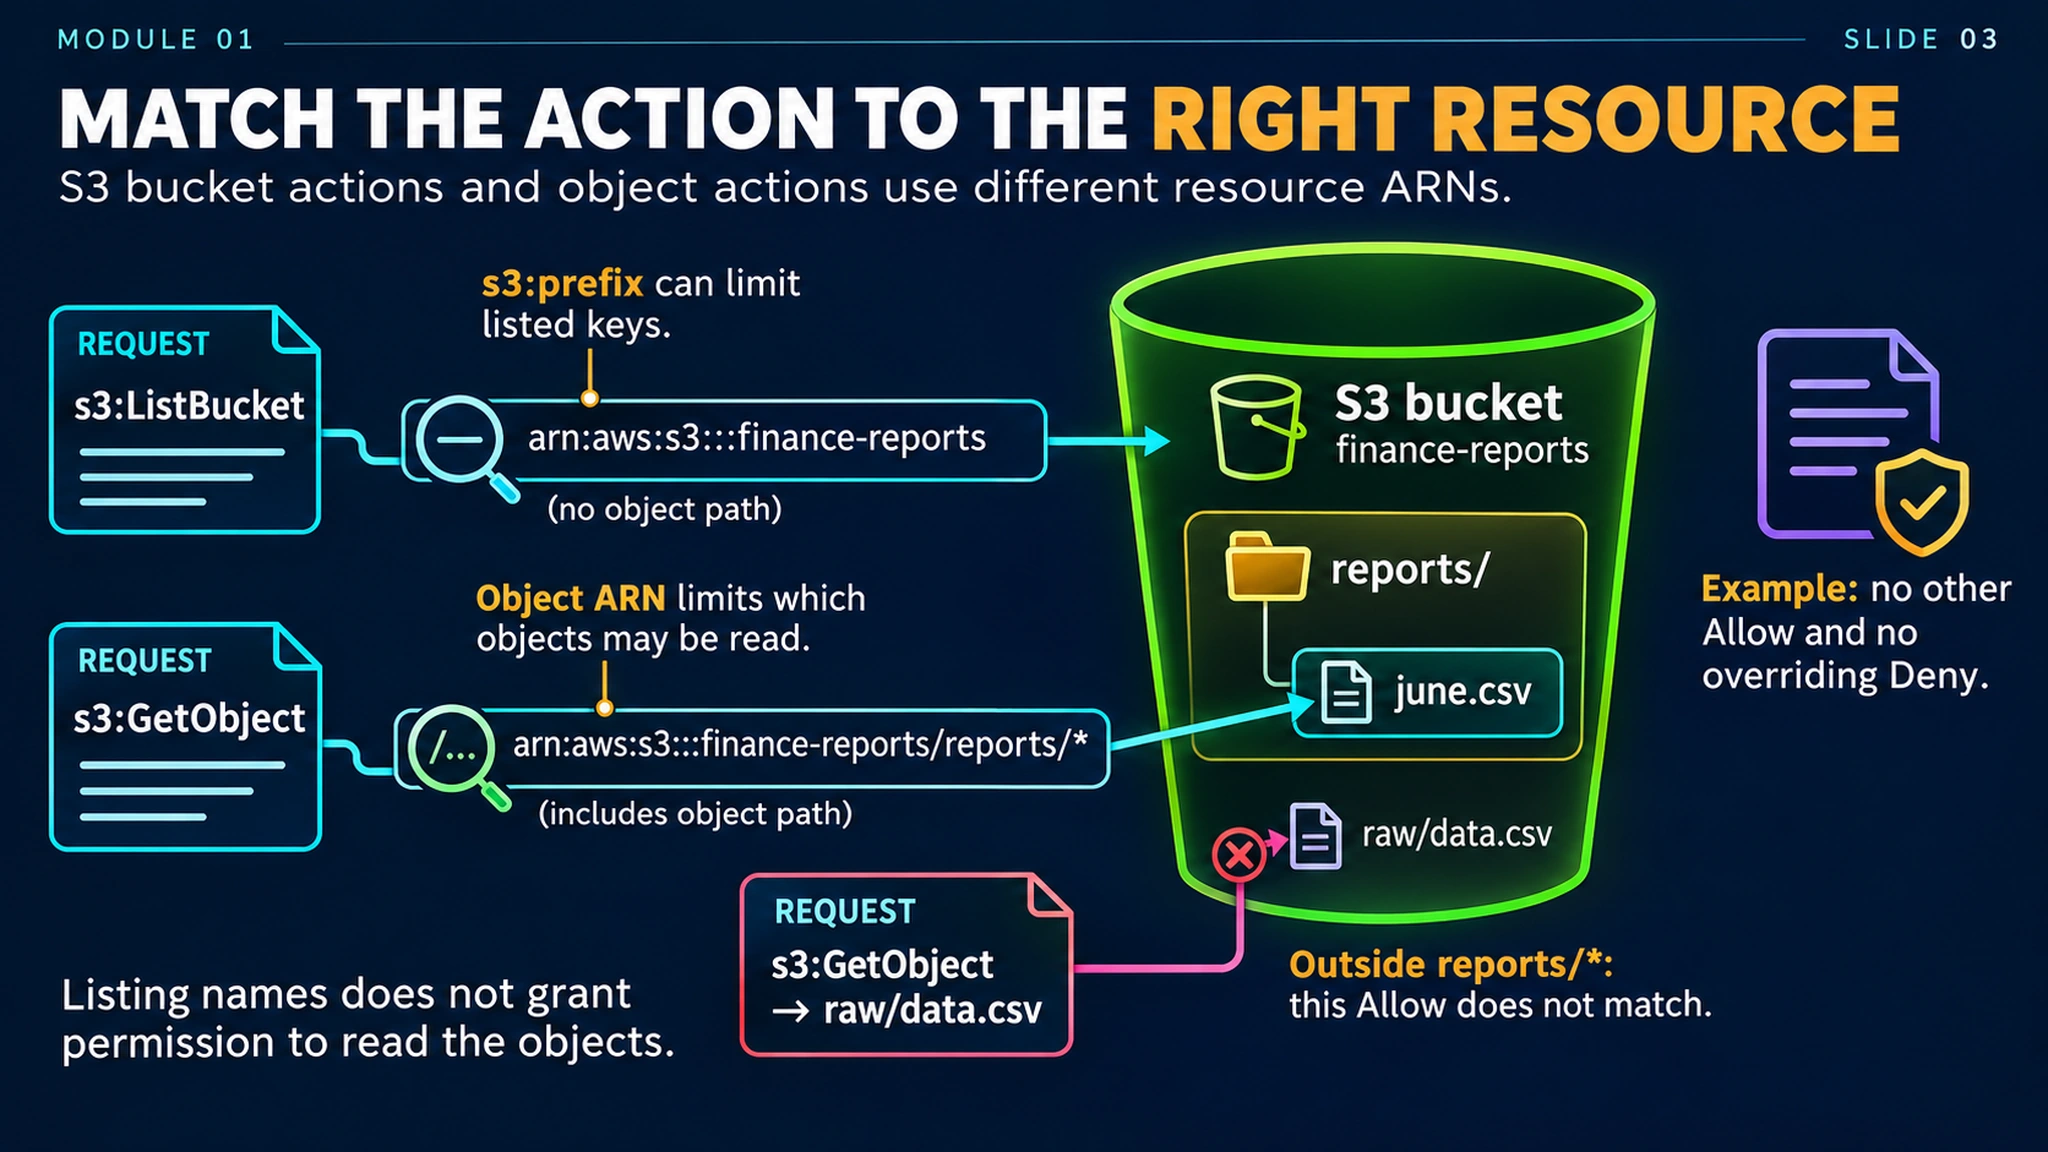 MODULE 01
SLIDE 03
MATCH THE ACTION TO THE RIGHT RESOURCE
S3 bucket actions and object actions use different resource ARNs.
REQUEST
s3:ListBucket
s3:prefix can limit
listed keys.
arn:aws:s3:::finance-reports
(no object path)
REQUEST
s3:GetObject
Object ARN limits which
objects may be read.
/...
arn:aws:s3:::finance-reports/reports/*
(includes object path)
S3 bucket
finance-reports
reports/
june.csv
raw/data.csv
Example: no other
Allow and no
overriding Deny.
REQUEST
s3:GetObject
→ raw/data.csv
Outside reports/*:
this Allow does not match.
Listing names does not grant
permission to read the objects.